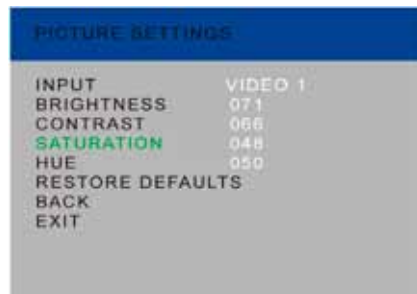 PICTURE SETTINGS
INPUT VIDEO 1
BRIGHTNESS 071
CONTRAST 066
SATURATION 048
HUE 050
RESTORE DEFAULTS
BACK
EXIT